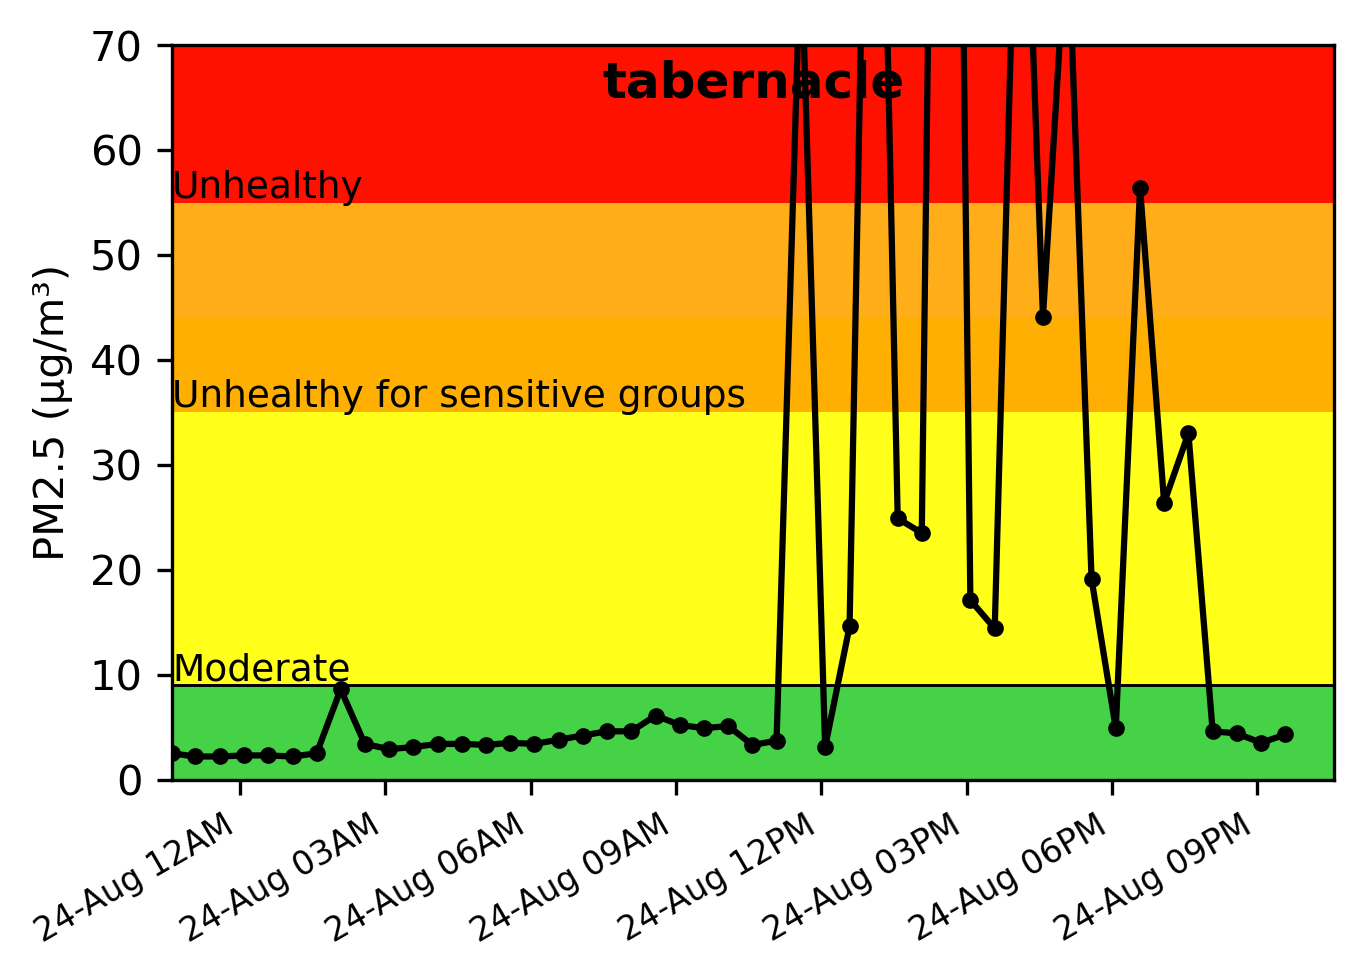 tabernacle
70
60
50
40
30
20
10
0
PM2.5 (µg/m³)
Unhealthy
Unhealthy for sensitive groups
Moderate
24-Aug 12AM
24-Aug 03AM
24-Aug 06AM
24-Aug 09AM
24-Aug 12PM
24-Aug 03PM
24-Aug 06PM
24-Aug 09PM